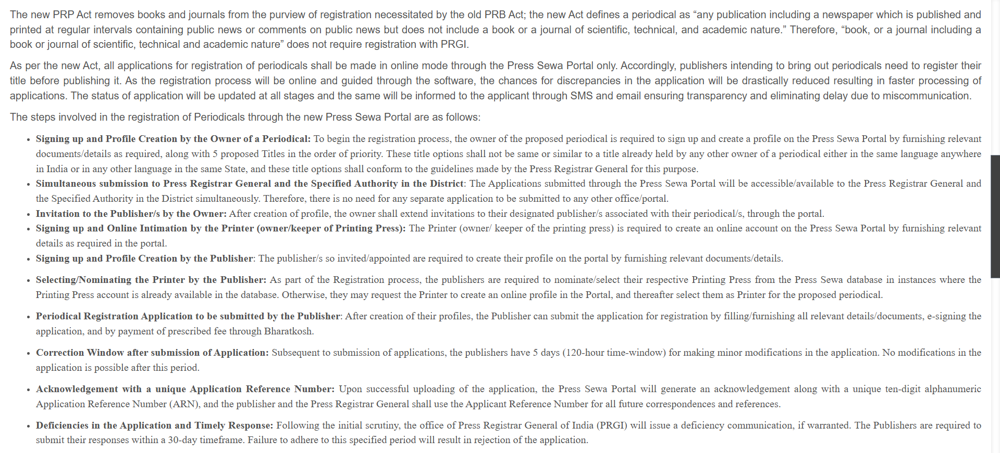 The new PRP Act removes books and journals from the purview of registration necessitated by the old PRB Act; the new Act defines a periodical as “any publication including a newspaper which is published and
printed at regular intervals containing public news or comments on public news but does not include a book or a journal of scientific, technical, and academic nature.” Therefore, “book, or a journal including a
book or journal of scientific, technical and academic nature” does not require registration with PRGI.
As per the new Act, all applications for registration of periodicals shall be made in online mode through the Press Sewa Portal only. Accordingly, publishers intending to bring out periodicals need to register their
title before publishing it. As the registration process will be online and guided through the software, the chances for discrepancies in the application will be drastically reduced resulting in faster processing of
applications. The status of application will be updated at all stages and the same will be informed to the applicant through SMS and email ensuring transparency and eliminating delay due to miscommunication.
The steps involved in the registration of Periodicals through the new Press Sewa Portal are as follows:
• Signing up and Profile Creation by the Owner of a Periodical: To begin the registration process, the owner of the proposed periodical is required to sign up and create a profile on the Press Sewa Portal by furnishing relevant
documents/details as required, along with 5 proposed Titles in the order of priority. These title options shall not be same or similar to a title already held by any other owner of a periodical either in the same language anywhere
in India or in any other language in the same State, and these title options shall conform to the guidelines made by the Press Registrar General for this purpose.
• Simultaneous submission to Press Registrar General and the Specified Authority in the District: The Applications submitted through the Press Sewa Portal will be accessible/available to the Press Registrar General and
the Specified Authority in the District simultaneously. Therefore, there is no need for any separate application to be submitted to any other office/portal.
• Invitation to the Publisher/s by the Owner: After creation of profile, the owner shall extend invitations to their designated publisher/s associated with their periodical/s, through the portal.
• Signing up and Online Intimation by the Printer (owner/keeper of Printing Press): The Printer (owner/ keeper of the printing press) is required to create an online account on the Press Sewa Portal by furnishing relevant
details as required in the portal.
• Signing up and Profile Creation by the Publisher: The publisher/s so invited/appointed are required to create their profile on the portal by furnishing relevant documents/details.
• Selecting/Nominating the Printer by the Publisher: As part of the Registration process, the publishers are required to nominate/select their respective Printing Press from the Press Sewa database in instances where the
Printing Press account is already available in the database. Otherwise, they may request the Printer to create an online profile in the Portal, and thereafter select them as Printer for the proposed periodical.
• Periodical Registration Application to be submitted by the Publisher: After creation of their profiles, the Publisher can submit the application for registration by filling/furnishing all relevant details/documents, e-signing the
application, and by payment of prescribed fee through Bharatkosh.
• Correction Window after submission of Application: Subsequent to submission of applications, the publishers have 5 days (120-hour time-window) for making minor modifications in the application. No modifications in the
application is possible after this period.
• Acknowledgement with a unique Application Reference Number: Upon successful uploading of the application, the Press Sewa Portal will generate an acknowledgement along with a unique ten-digit alphanumeric
Application Reference Number (ARN), and the publisher and the Press Registrar General shall use the Applicant Reference Number for all future correspondences and references.
• Deficiencies in the Application and Timely Response: Following the initial scrutiny, the office of Press Registrar General of India (PRGI) will issue a deficiency communication, if warranted. The Publishers are required to
submit their responses within a 30-day timeframe. Failure to adhere to this specified period will result in rejection of the application.